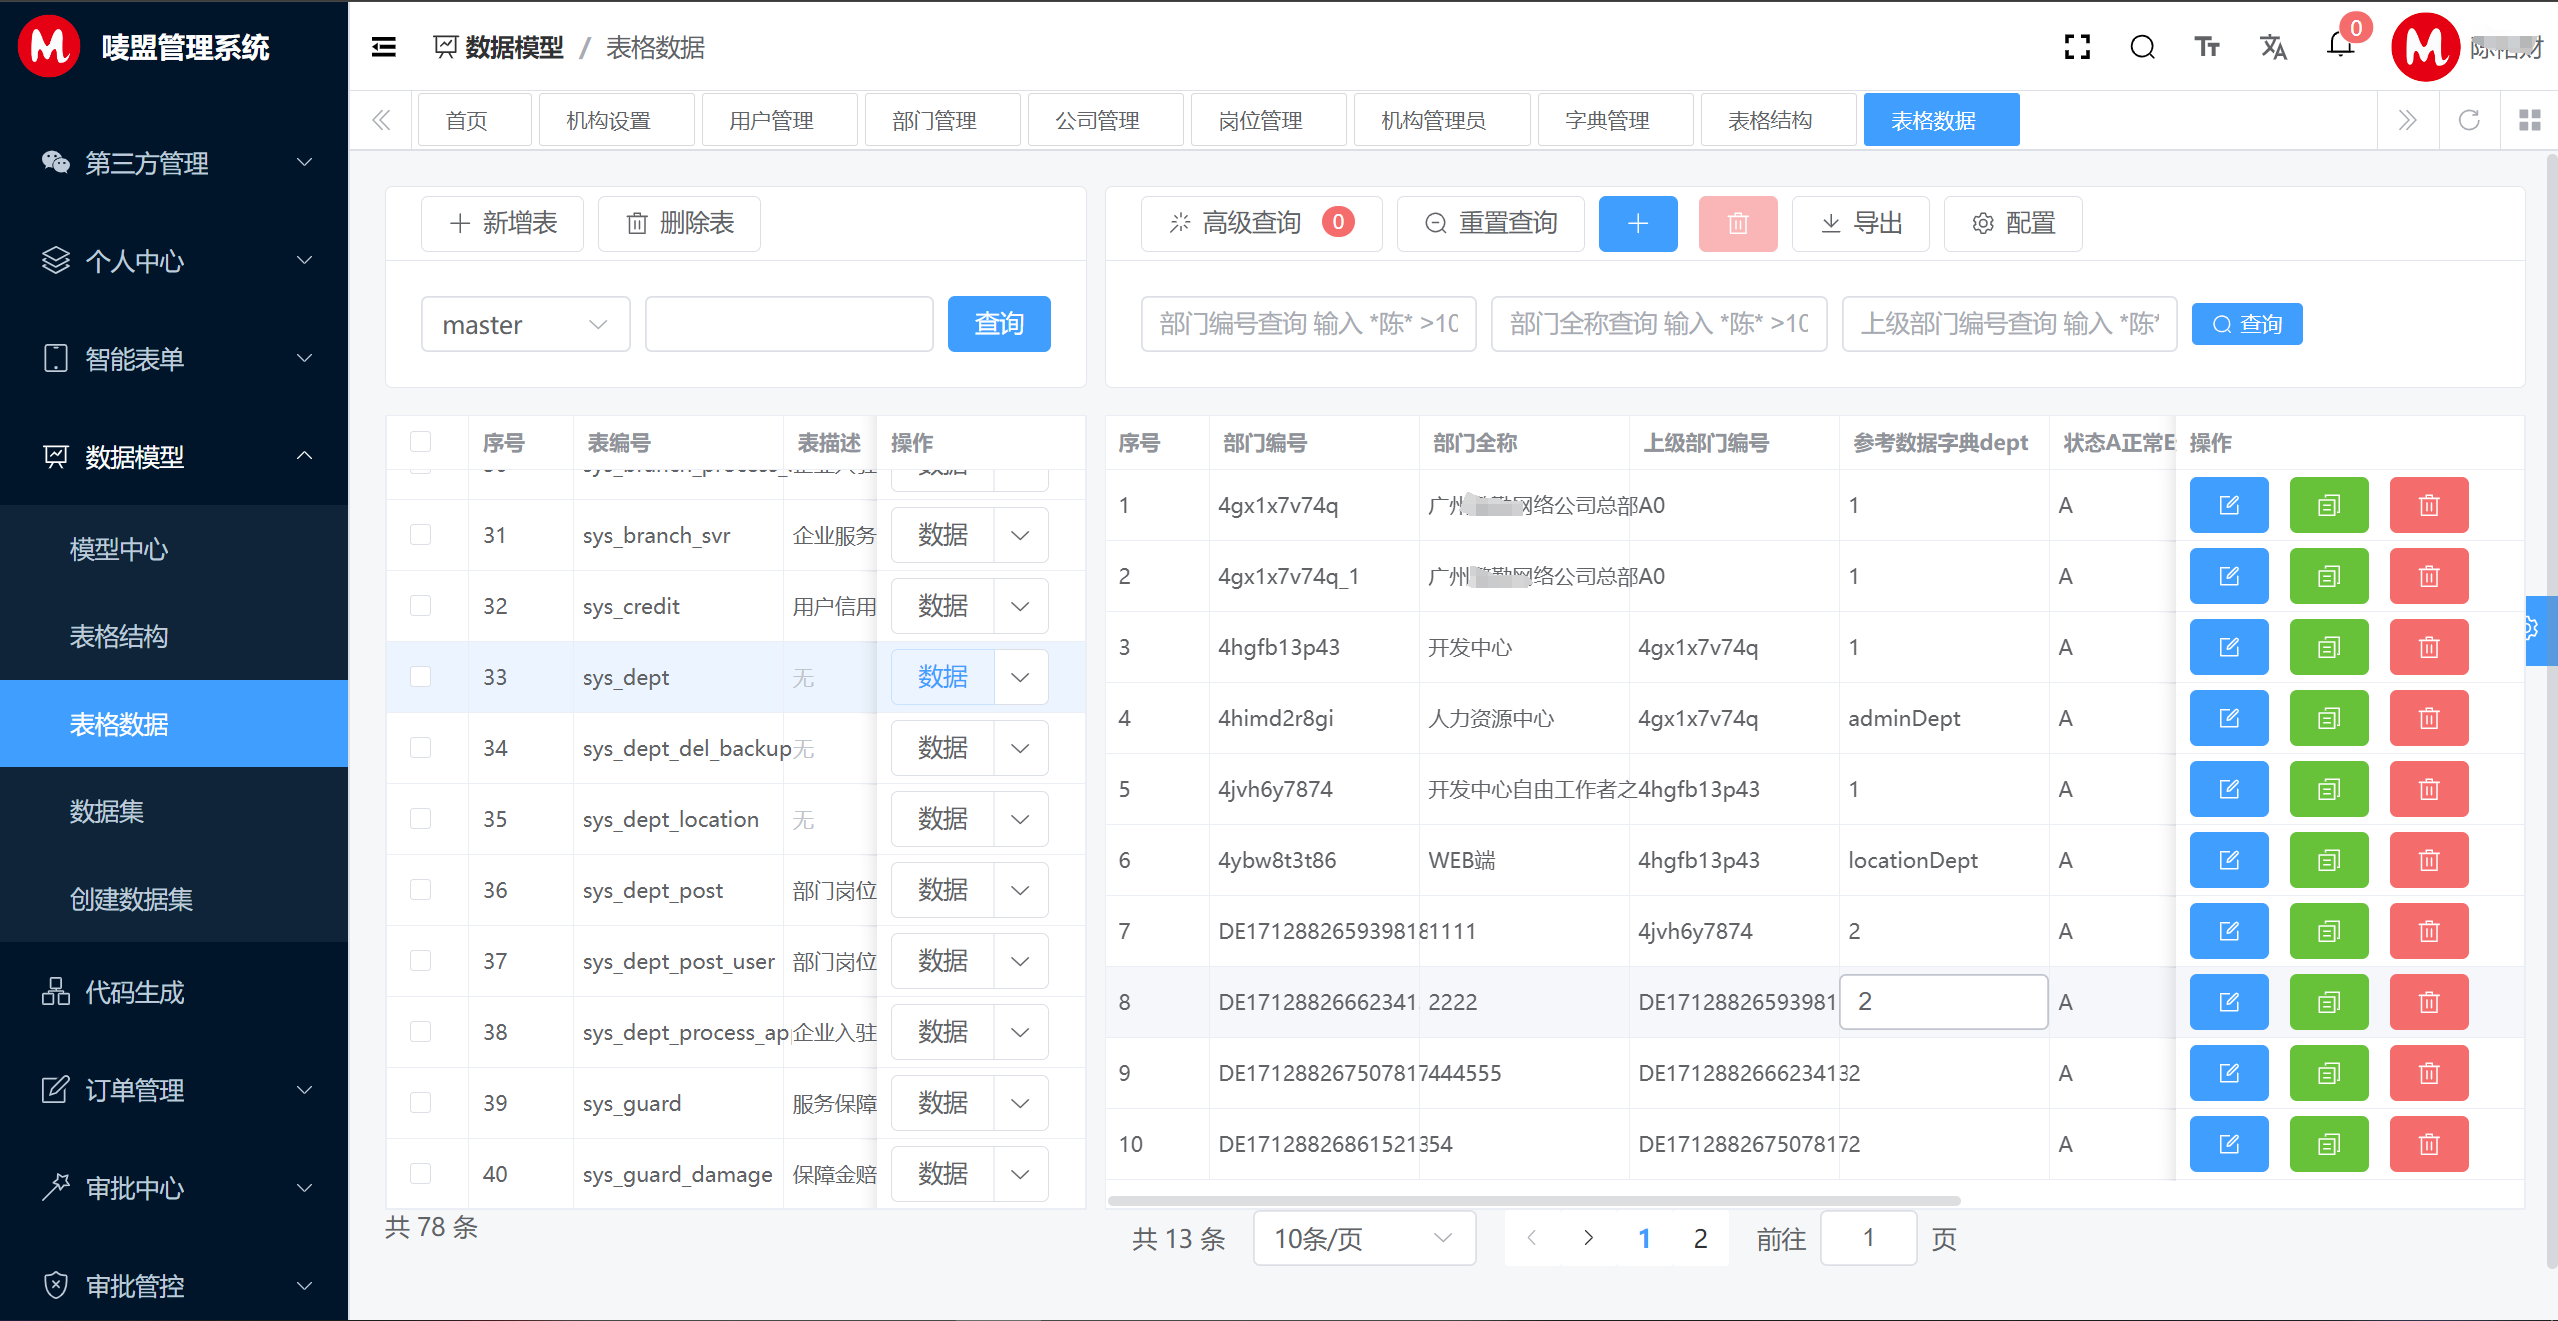 唛盟管理系统
数据模型 / 表格数据
0
首页
机构设置
用户管理
部门管理
公司管理
岗位管理
机构管理员
字典管理
表格结构
表格数据
第三方管理
个人中心
智能表单
数据模型
模型中心
表格结构
表格数据
数据集
创建数据集
代码生成
订单管理
审批中心
审批管控
新增表 删除表
master 查询
序号 表编号 表描述 操作
31 sys_branch_svr 企业服务 数据
32 sys_credit 用户信用 数据
33 sys_dept 无 数据
34 sys_dept_del_backup 无 数据
35 sys_dept_location 无 数据
36 sys_dept_post 部门岗位 数据
37 sys_dept_post_user 部门岗位 数据
38 sys_dept_process_ap 企业入驻 数据
39 sys_guard 服务保障 数据
40 sys_guard_damage 保障金赔 数据
共 78 条
高级查询 0 重置查询 导出 配置
部门编号查询 输入 *陈* >10 部门全称查询 输入 *陈* >10 上级部门编号查询 输入 *陈* 查询
序号 部门编号 部门全称 上级部门编号 参考数据字典dept 状态A正常E 操作
1 4gx1x7v74q 广州 网络公司总部 A0 1 A
2 4gx1x7v74q_1 广州 网络公司总部 A0 1 A
3 4hgfb13p43 开发中心 4gx1x7v74q 1 A
4 4himd2r8gi 人力资源中心 4gx1x7v74q adminDept A
5 4jvh6y7874 开发中心自由工作者之 4hgfb13p43 1 A
6 4ybw8t3t86 WEB端 4hgfb13p43 locationDept A
7 DE1712882659398181111 4jvh6y7874 2 A
8 DE17128826662341 2222 DE17128826593981 2 A
9 DE171288267507817444555 DE1712882666234132 A
10 DE17128826861521354 DE1712882675078172 A
共 13 条 10条/页 1 2 前往 1 页